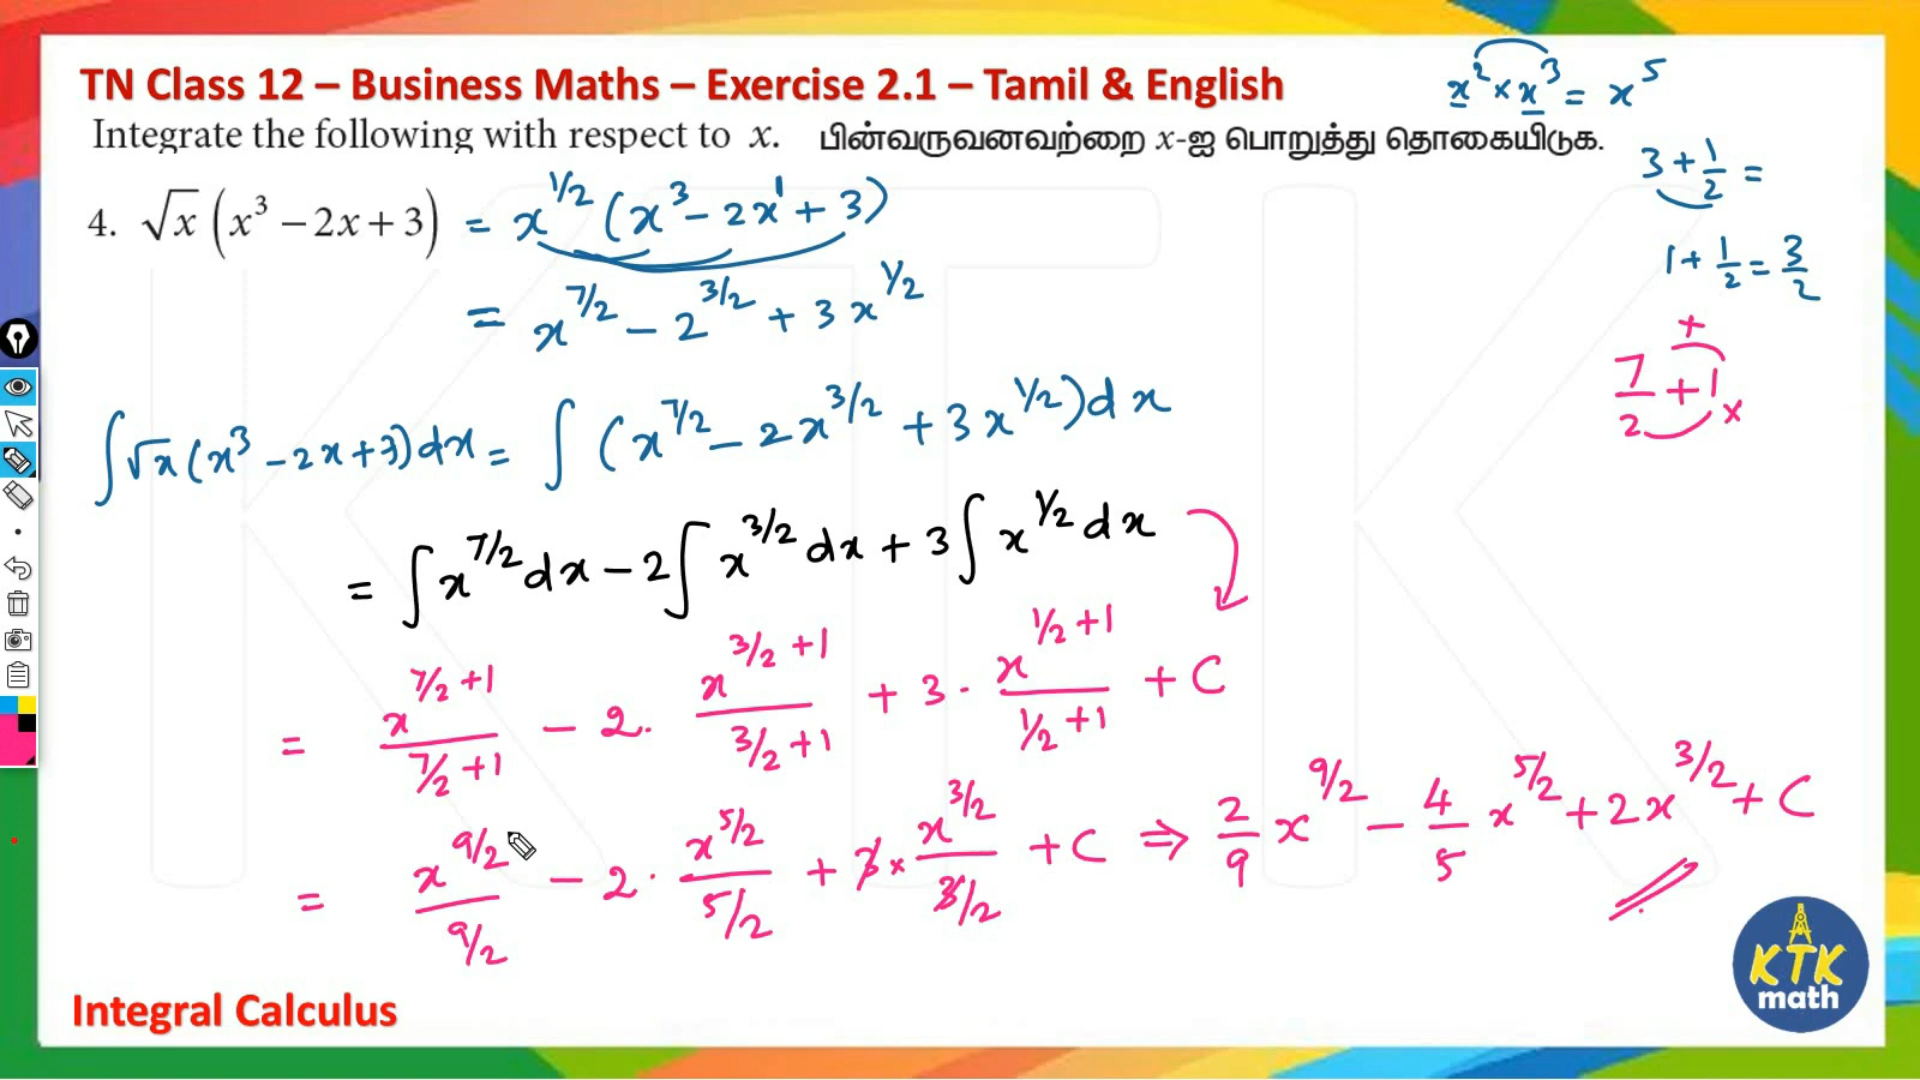 TN Class 12 – Business Maths – Exercise 2.1 – Tamil & English
x² × x³ = x⁵
Integrate the following with respect to x. பின்வருவனவற்றை x-ஐ பொறுத்து தொகையிடுக.
3 + 1/2 =
4. √x (x³ – 2x + 3) = x^1/2 (x³ – 2x¹ + 3)
1 + 1/2 = 3/2
= x^7/2 – 2^3/2 + 3x^1/2
+
7/2 + 1
x
∫√x(x³ – 2x + 3)dx = ∫(x^7/2 – 2x^3/2 + 3x^1/2)dx
= ∫x^7/2 dx – 2∫x^3/2 dx + 3∫x^1/2 dx
= x^7/2+1 / 7/2+1 – 2 · x^3/2+1 / 3/2+1 + 3 · x^1/2+1 / 1/2+1 + C
= x^9/2 / 9/2 – 2 · x^5/2 / 5/2 + 3 × x^3/2 / 3/2 + C ⇒ 2/9 x^9/2 – 4/5 x^5/2 + 2x^3/2 + C
KTK
math
Integral Calculus